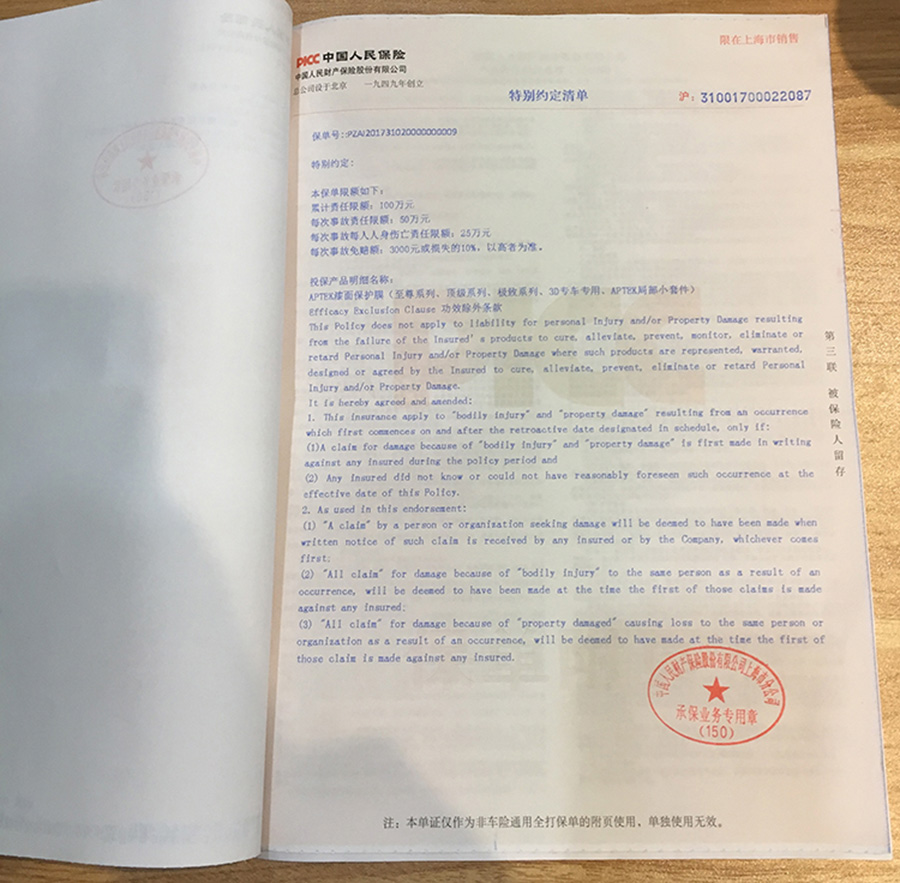 限在上海市销售
PICC 中国人民保险
中国人民财产保险股份有限公司
总公司设于北京 一九四九年创立
特别约定清单
沪: 31001700022087
保单号:PZAI201731020000000009
特别约定:
本保单限额如下:
累计责任限额: 100万元
每次事故责任限额: 50万元
每次事故每人人身伤亡责任限额: 25万元
每次事故免赔额: 3000元或损失的10%, 以高者为准。
投保产品明细名称:
APTEK漆面保护膜 (至尊系列、顶级系列、极致系列、3D专车专用、APTEK局部小套件)
Efficacy Exclusion Clause 功效除外条款
This Policy does not apply to liability for personal Injury and/or Property Damage resulting
from the failure of the Insured's products to cure, alleviate, prevent, monitor, eliminate or
retard Personal Injury and/or Property Damage where such products are represented, warranted,
designed or agreed by the Insured to cure, alleviate, prevent, eliminate or retard Personal
Injury and/or Property Damage.
It is hereby agreed and amended:
1. This insurance apply to "bodily injury" and "property damage" resulting from an occurrence
which first commences on and after the retroactive date designated in schedule, only if:
(1)A claim for damage because of "bodily injury" and "property damage" is first made in writing
against any insured during the policy period and
(2) Any insured did not know or could not have reasonably foreseen such occurrence at the
effective date of this Policy.
2. As used in this endorsement:
(1) "A claim" by a person or organization seeking damage will be deemed to have been made when
written notice of such claim is received by any insured or by the Company, whichever comes
first;
(2) "All claim" for damage because of "bodily injury" to the same person as a result of an
occurrence, will be deemed to have been made at the time the first of those claims is made
against any insured;
(3) "All claim" for damage because of "property damaged" causing loss to the same person or
organization as a result of an occurrence, will be deemed to have made at the time the first of
those claim is made against any insured.
第三联 被保险人留存
中国人民财产保险股份有限公司上海市分公司
承保业务专用章
(150)
注: 本单证仅作为非车险通用全打保单的附页使用, 单独使用无效。